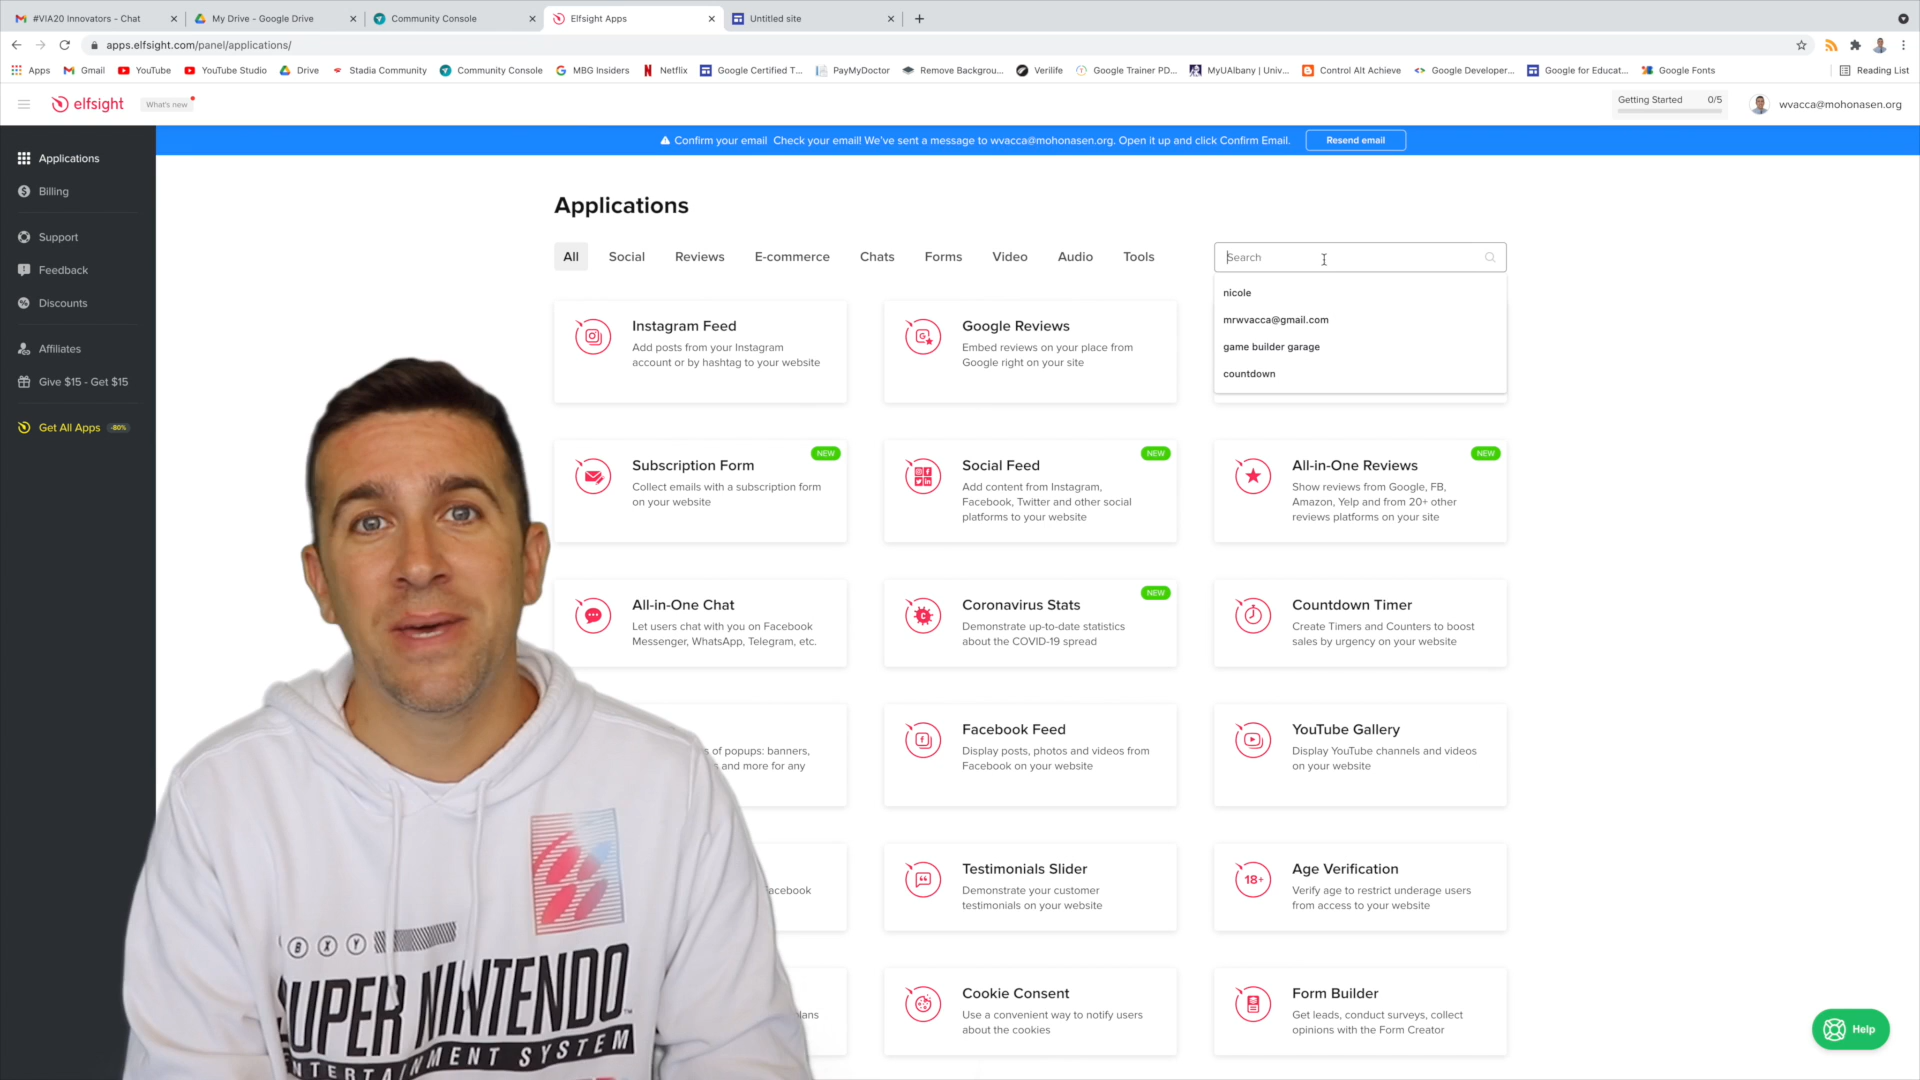 #VIA20 Innovators - Chat
My Drive - Google Drive
Community Console
Elfsight Apps
Untitled site
apps.elfsight.com/panel/applications/
Apps
Gmail
YouTube
YouTube Studio
Drive
Stadia Community
Community Console
MBG Insiders
Netflix
Google Certified T...
PayMyDoctor
Remove Backgrou...
Verilife
Google Trainer PD...
MyUAlbany | Univ...
Control Alt Achieve
Google Developer...
Google for Educat...
Google Fonts
Reading List
elfsight
What's new
Getting Started 0/5
wvacca@mohonasen.org
Confirm your email Check your email! We've sent a message to wvacca@mohonasen.org. Open it up and click Confirm Email.
Resend email
Applications
Billing
Support
Feedback
Discounts
Affiliates
Give $15 - Get $15
Get All Apps -80%
Applications
All
Social
Reviews
E-commerce
Chats
Forms
Video
Audio
Tools
Search
nicole
mrwvacca@gmail.com
game builder garage
countdown
Instagram Feed
Add posts from your Instagram
account or by hashtag to your website
Google Reviews
Embed reviews on your place from
Google right on your site
Subscription Form
NEW
Collect emails with a subscription form
on your website
Social Feed
NEW
Add content from Instagram,
Facebook, Twitter and other social
platforms to your website
All-in-One Reviews
NEW
Show reviews from Google, FB,
Amazon, Yelp and from 20+ other
reviews platforms on your site
All-in-One Chat
Let users chat with you on Facebook
Messenger, WhatsApp, Telegram, etc.
Coronavirus Stats
NEW
Demonstrate up-to-date statistics
about the COVID-19 spread
Countdown Timer
Create Timers and Counters to boost
sales by urgency on your website
of popups: banners,
and more for any
Facebook Feed
Display posts, photos and videos from
Facebook on your website
YouTube Gallery
Display YouTube channels and videos
on your website
acebook
Testimonials Slider
Demonstrate your customer
testimonials on your website
18+
Age Verification
Verify age to restrict underage users
from access to your website
lans
Cookie Consent
Use a convenient way to notify users
about the cookies
Form Builder
Get leads, conduct surveys, collect
opinions with the Form Creator
Help
B X Y
SUPER NINTENDO
ENTERTAINMENT SYSTEM